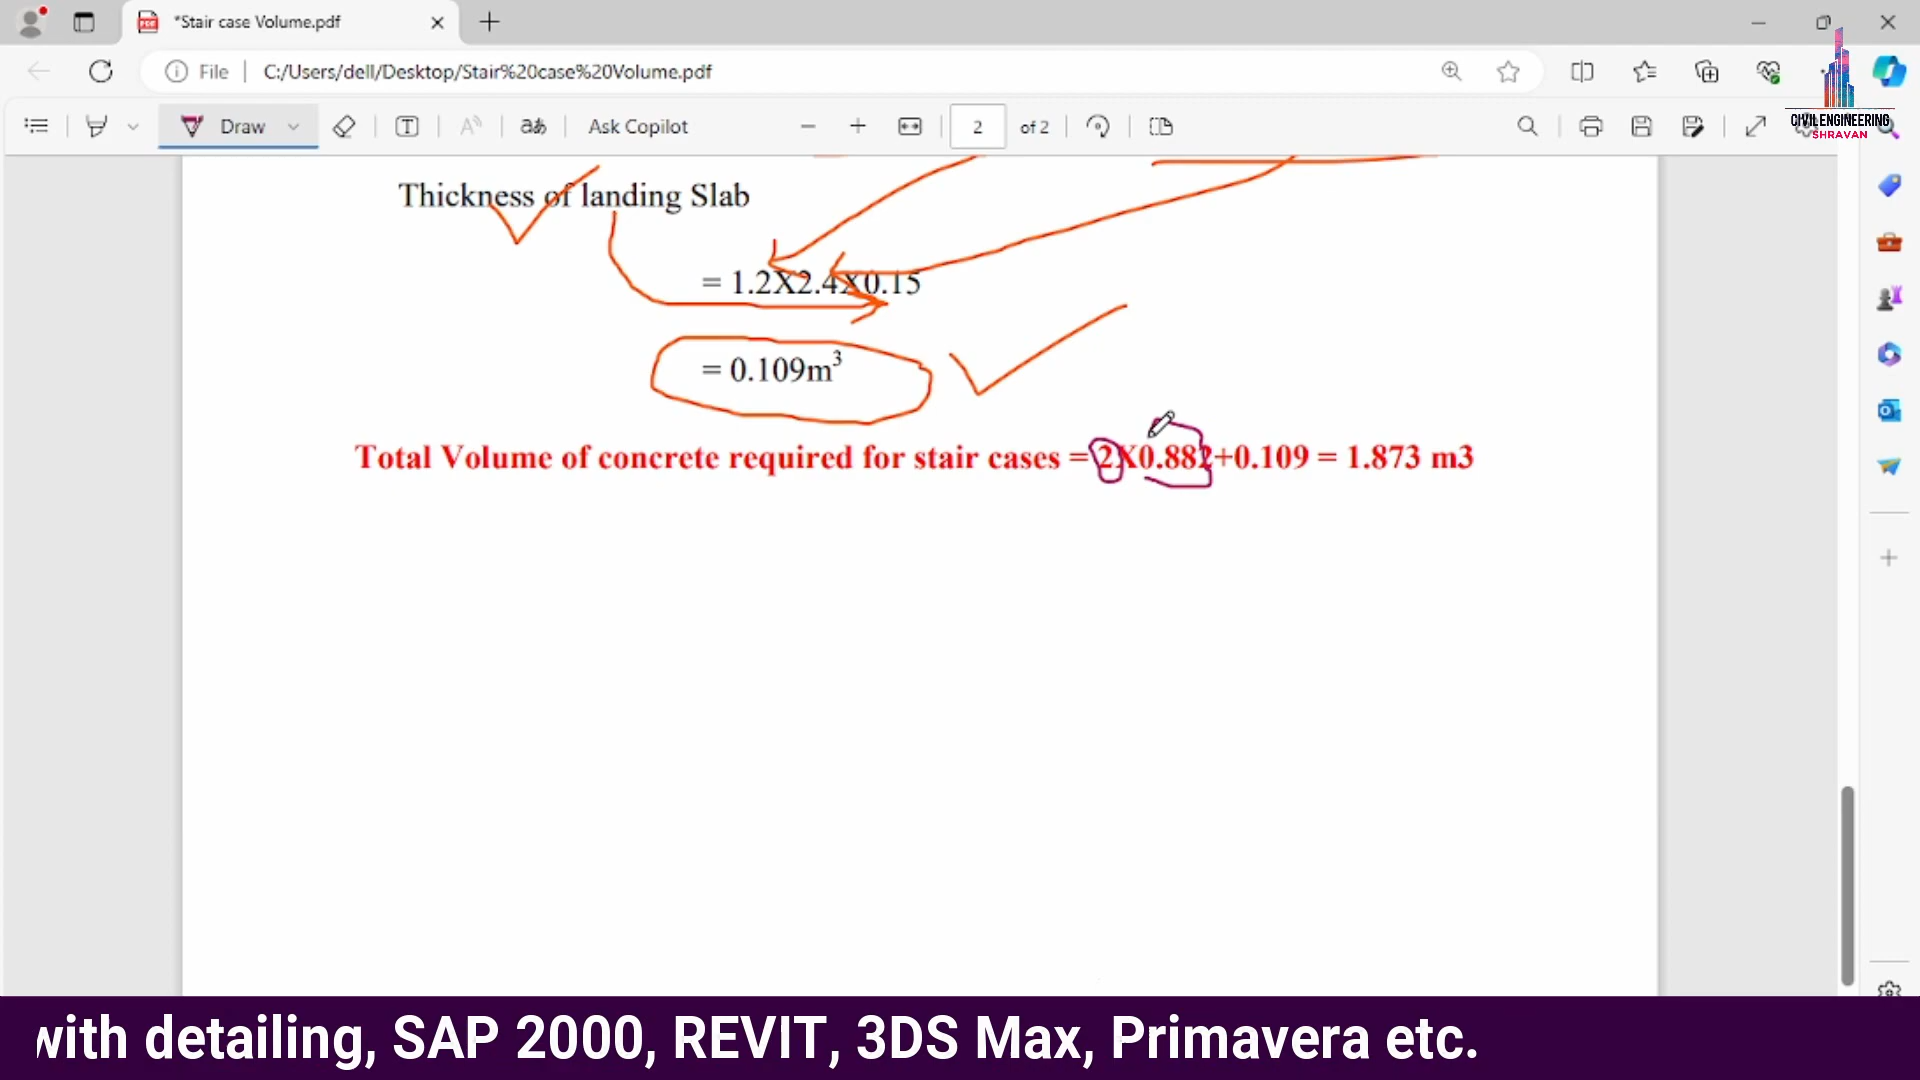 *Stair case Volume.pdf
File
C:/Users/dell/Desktop/Stair%20case%20Volume.pdf
CIVIL ENGINEERING
SHRAVAN
Draw
Ask Copilot
2
of 2
Thickness of landing Slab
= 1.2X2.4X0.15
= 0.109m³
Total Volume of concrete required for stair cases = 2X0.882+0.109 = 1.873 m3
with detailing, SAP 2000, REVIT, 3DS Max, Primavera etc.